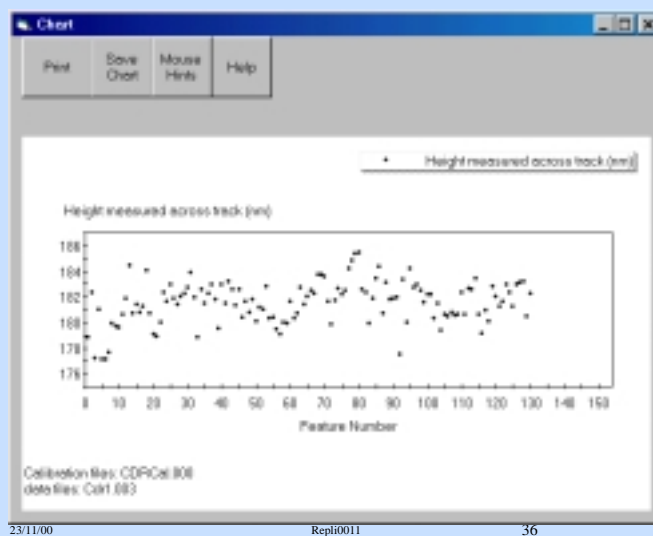 Chart
Print
Save Chart
Mouse Hints
Help
Height measured across track (nm)
Height measured across track (nm)
186
184
182
180
178
176
0 10 20 30 40 50 60 70 80 90 100 110 120 130 140 150
Feature Number
Calibration files: CDRCal.000
data files: Cdr1.003
23/11/00 Repli0011 36